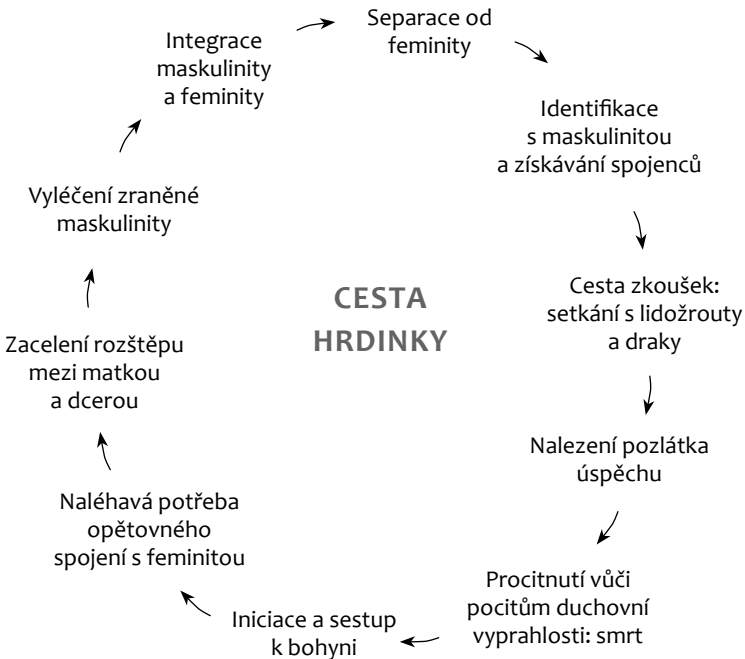 Separace od
feminity
Identifikace
s maskulinitou
a získávání spojenců
Cesta zkoušek:
setkání s lidožrouty
a draky
Nalezení pozlátka
úspěchu
Procitnutí vůči
pocitům duchovní
vyprahlosti: smrt
Iniciace a sestup
k bohyni
Naléhavá potřeba
opětovného
spojení s feminitou
Zacelení rozštěpu
mezi matkou
a dcerou
Vyléčení zraněné
maskulinity
Integrace
maskulinity
a feminity
CESTA
HRDINKY